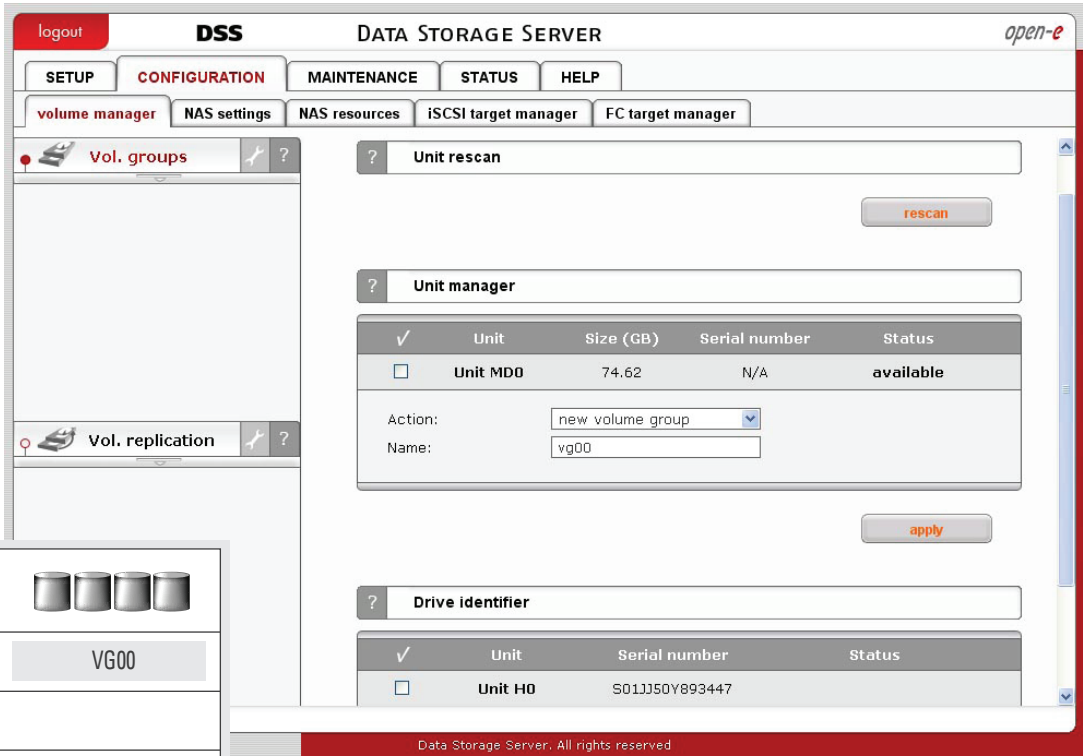 logout DSS DATA STORAGE SERVER open-e
SETUP CONFIGURATION MAINTENANCE STATUS HELP
volume manager NAS settings NAS resources iSCSI target manager FC target manager
Vol. groups ?
? Unit rescan
rescan
? Unit manager
Unit Size (GB) Serial number Status
Unit MD0 74.62 N/A available
Action: new volume group
Name: vg00
Vol. replication ?
apply
? Drive identifier
Unit Serial number Status
Unit H0 S01JJ50Y893447
VG00
Data Storage Server. All rights reserved